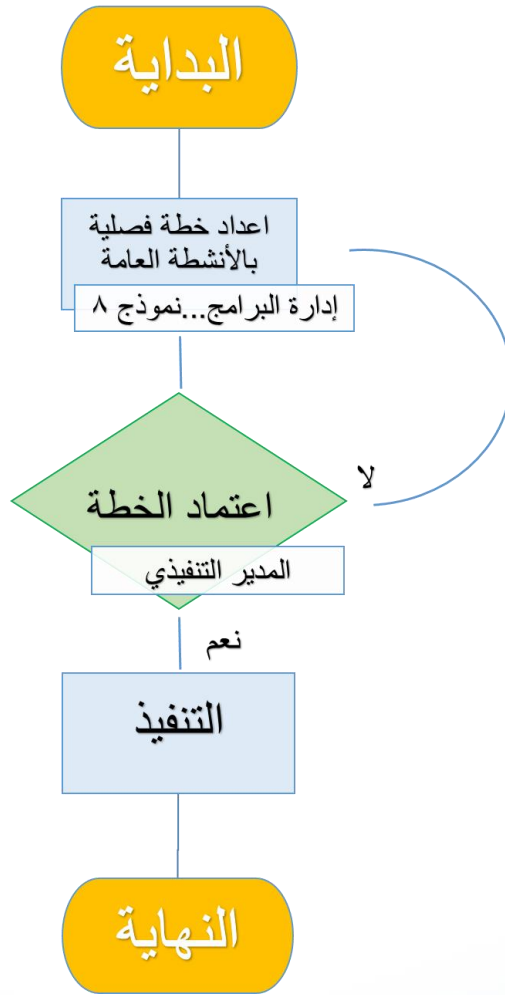 البداية
اعداد خطة فصلية
بالأنشطة العامة
إدارة البرامج...نموذج ٨
لا
اعتماد الخطة
المدير التنفيذي
نعم
التنفيذ
النهاية